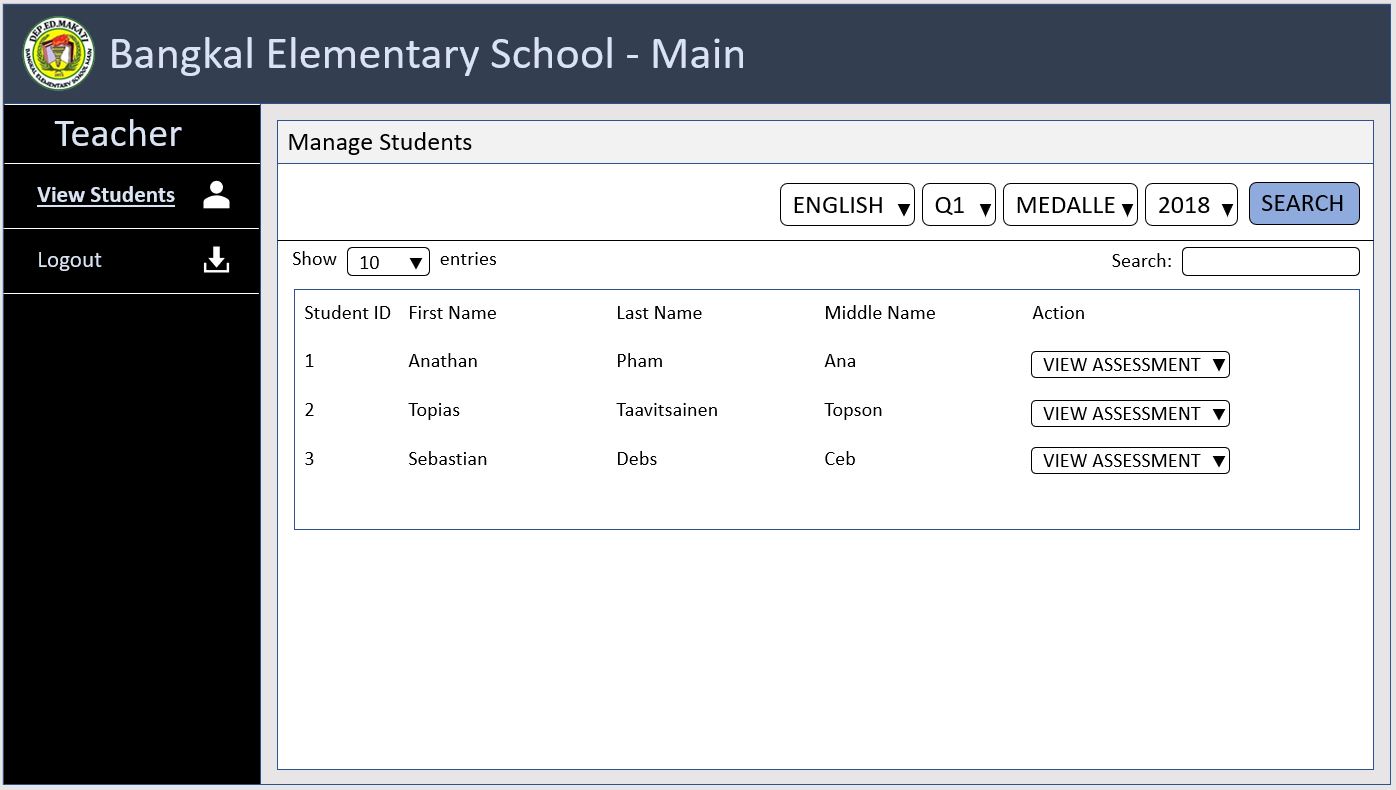 DEP.ED.MAKATI
BANGKAL ELEMENTARY SCHOOL MAIN
Bangkal Elementary School - Main
Teacher
View Students
Logout
Manage Students
ENGLISH Q1 MEDALLE 2018 SEARCH
Show 10 entries Search:
Student ID First Name Last Name Middle Name Action
1 Anathan Pham Ana VIEW ASSESSMENT
2 Topias Taavitsainen Topson VIEW ASSESSMENT
3 Sebastian Debs Ceb VIEW ASSESSMENT